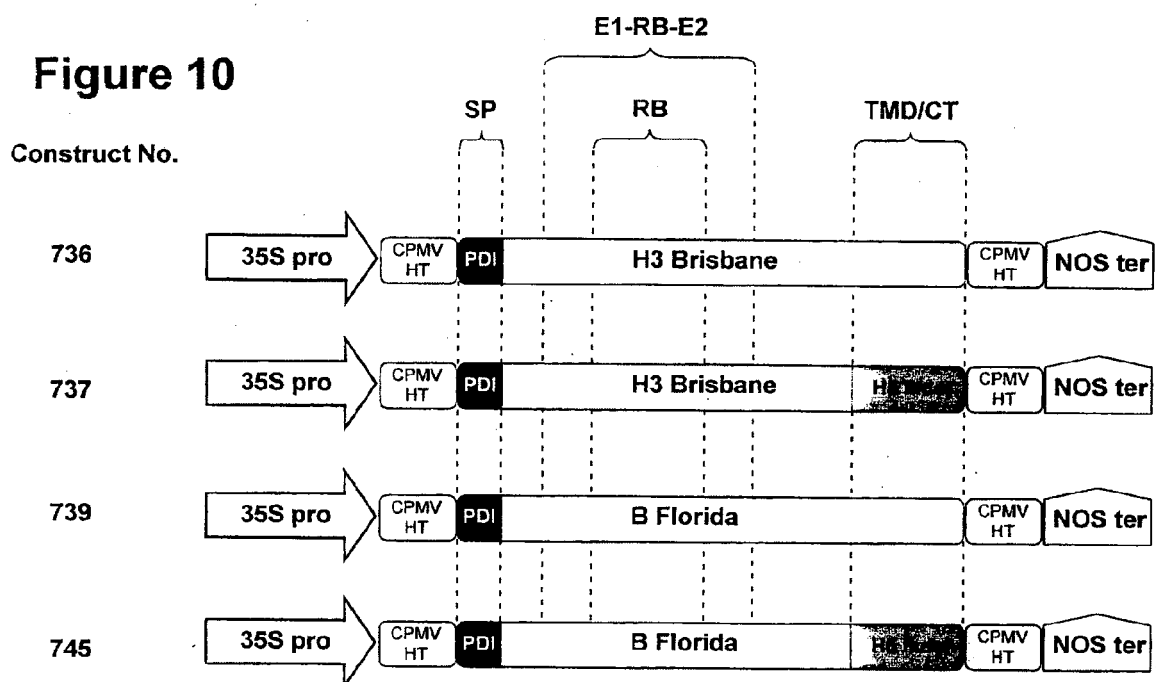 Figure 10
E1-RB-E2
SP
RB
TMD/CT
Construct No.
736
35S pro
CPMV
HT
PDI
H3 Brisbane
CPMV
HT
NOS ter
737
35S pro
CPMV
HT
PDI
H3 Brisbane
CPMV
HT
NOS ter
739
35S pro
CPMV
HT
PDI
B Florida
CPMV
HT
NOS ter
745
35S pro
CPMV
HT
PDI
B Florida
CPMV
HT
NOS ter